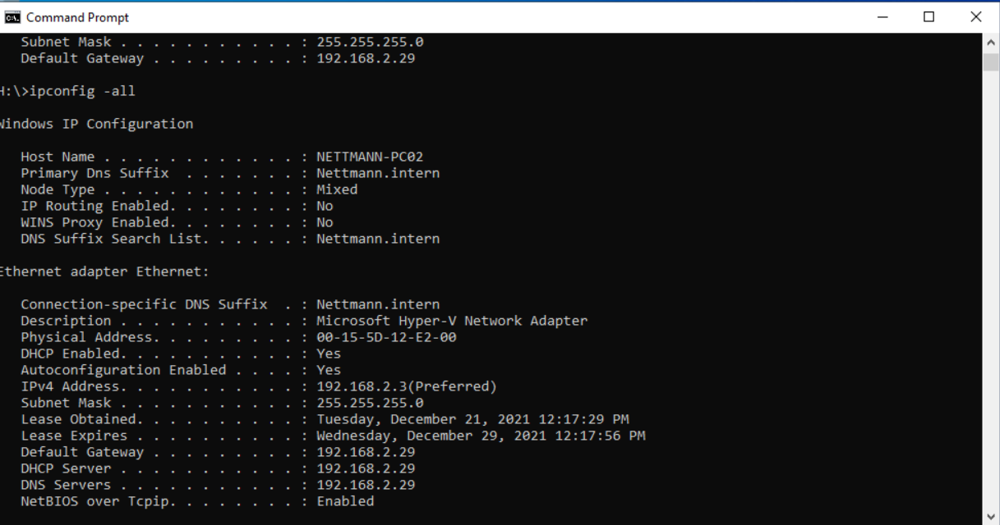 Command Prompt
Subnet Mask . . . . . . . . . . . : 255.255.255.0
Default Gateway . . . . . . . . . : 192.168.2.29
H:\>ipconfig -all
Windows IP Configuration
Host Name . . . . . . . . . . . . : NETTMANN-PC02
Primary Dns Suffix  . . . . . . . : Nettmann.intern
Node Type . . . . . . . . . . . . : Mixed
IP Routing Enabled. . . . . . . . : No
WINS Proxy Enabled. . . . . . . . : No
DNS Suffix Search List. . . . . . : Nettmann.intern
Ethernet adapter Ethernet:
Connection-specific DNS Suffix  . : Nettmann.intern
Description . . . . . . . . . . . : Microsoft Hyper-V Network Adapter
Physical Address. . . . . . . . . : 00-15-5D-12-E2-00
DHCP Enabled. . . . . . . . . . . : Yes
Autoconfiguration Enabled . . . . : Yes
IPv4 Address. . . . . . . . . . . : 192.168.2.3(Preferred)
Subnet Mask . . . . . . . . . . . : 255.255.255.0
Lease Obtained. . . . . . . . . . : Tuesday, December 21, 2021 12:17:29 PM
Lease Expires . . . . . . . . . . : Wednesday, December 29, 2021 12:17:56 PM
Default Gateway . . . . . . . . . : 192.168.2.29
DHCP Server . . . . . . . . . . . : 192.168.2.29
DNS Servers . . . . . . . . . . . : 192.168.2.29
NetBIOS over Tcpip. . . . . . . . : Enabled